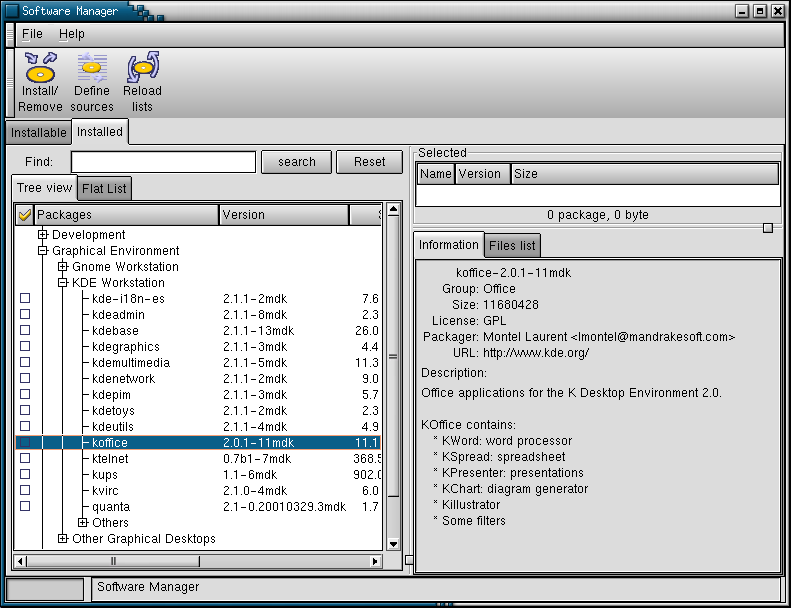 Software Manager
File Help
Install/ Define Reload
Remove sources lists
Installable Installed
Find: search Reset
Tree view Flat List
Packages Version
Development
Graphical Environment
Gnome Workstation
KDE Workstation
kde-i18n-es 2.1.1-2mdk 7.6
kdeadmin 2.1.1-8mdk 2.3
kdebase 2.1.1-13mdk 26.0
kdegraphics 2.1.1-3mdk 4.4
kdemultimedia 2.1.1-5mdk 11.3
kdenetwork 2.1.1-2mdk 9.0
kdepim 2.1.1-3mdk 5.7
kdetoys 2.1.1-2mdk 2.3
kdeutils 2.1.1-4mdk 4.9
koffice 2.0.1-11mdk 11.1
ktelnet 0.7b1-7mdk 368.5
kups 1.1-6mdk 902.0
kvirc 2.1.0-4mdk 6.0
quanta 2.1-0.20010329.3mdk 1.7
Others
Other Graphical Desktops
Selected
Name Version Size
0 package, 0 byte
Information Files list
koffice-2.0.1-11mdk
Group: Office
Size: 11680428
License: GPL
Packager: Montel Laurent <lmontel@mandrakesoft.com>
URL: http://www.kde.org/
Description:
Office applications for the K Desktop Environment 2.0.
KOffice contains:
* KWord: word processor
* KSpread: spreadsheet
* KPresenter: presentations
* KChart: diagram generator
* Killustrator
* Some filters
Software Manager